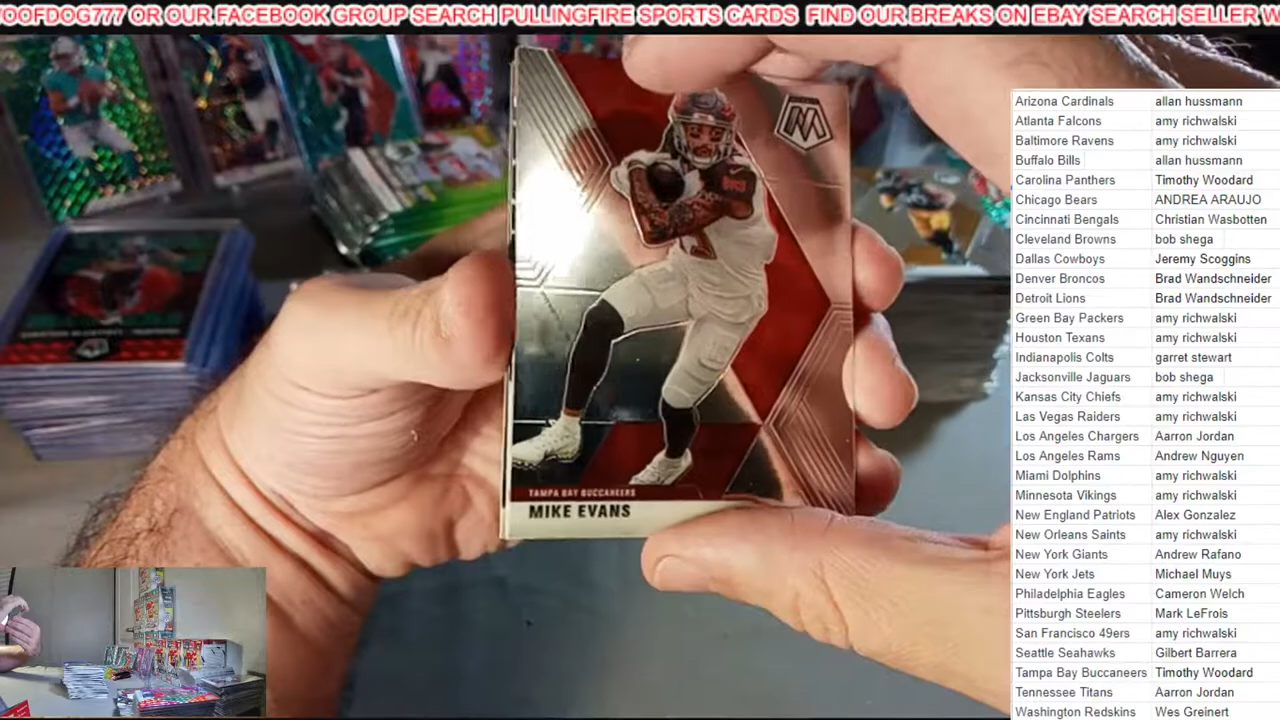 WOOFDOG777 OR OUR FACEBOOK GROUP SEARCH PULLINGFIRE SPORTS CARDS FIND OUR BREAKS ON EBAY SEARCH SELLER W
TAMPA BAY BUCCANEERS
MIKE EVANS
Arizona Cardinals allan hussmann
Atlanta Falcons amy richwalski
Baltimore Ravens amy richwalski
Buffalo Bills allan hussmann
Carolina Panthers Timothy Woodard
Chicago Bears ANDREA ARAUJO
Cincinnati Bengals Christian Wasbotten
Cleveland Browns bob shega
Dallas Cowboys Jeremy Scoggins
Denver Broncos Brad Wandschneider
Detroit Lions Brad Wandschneider
Green Bay Packers amy richwalski
Houston Texans amy richwalski
Indianapolis Colts garret stewart
Jacksonville Jaguars bob shega
Kansas City Chiefs amy richwalski
Las Vegas Raiders amy richwalski
Los Angeles Chargers Aarron Jordan
Los Angeles Rams Andrew Nguyen
Miami Dolphins amy richwalski
Minnesota Vikings amy richwalski
New England Patriots Alex Gonzalez
New Orleans Saints amy richwalski
New York Giants Andrew Rafano
New York Jets Michael Muys
Philadelphia Eagles Cameron Welch
Pittsburgh Steelers Mark LeFrois
San Francisco 49ers amy richwalski
Seattle Seahawks Gilbert Barrera
Tampa Bay Buccaneers Timothy Woodard
Tennessee Titans Aarron Jordan
Washington Redskins Wes Greinert